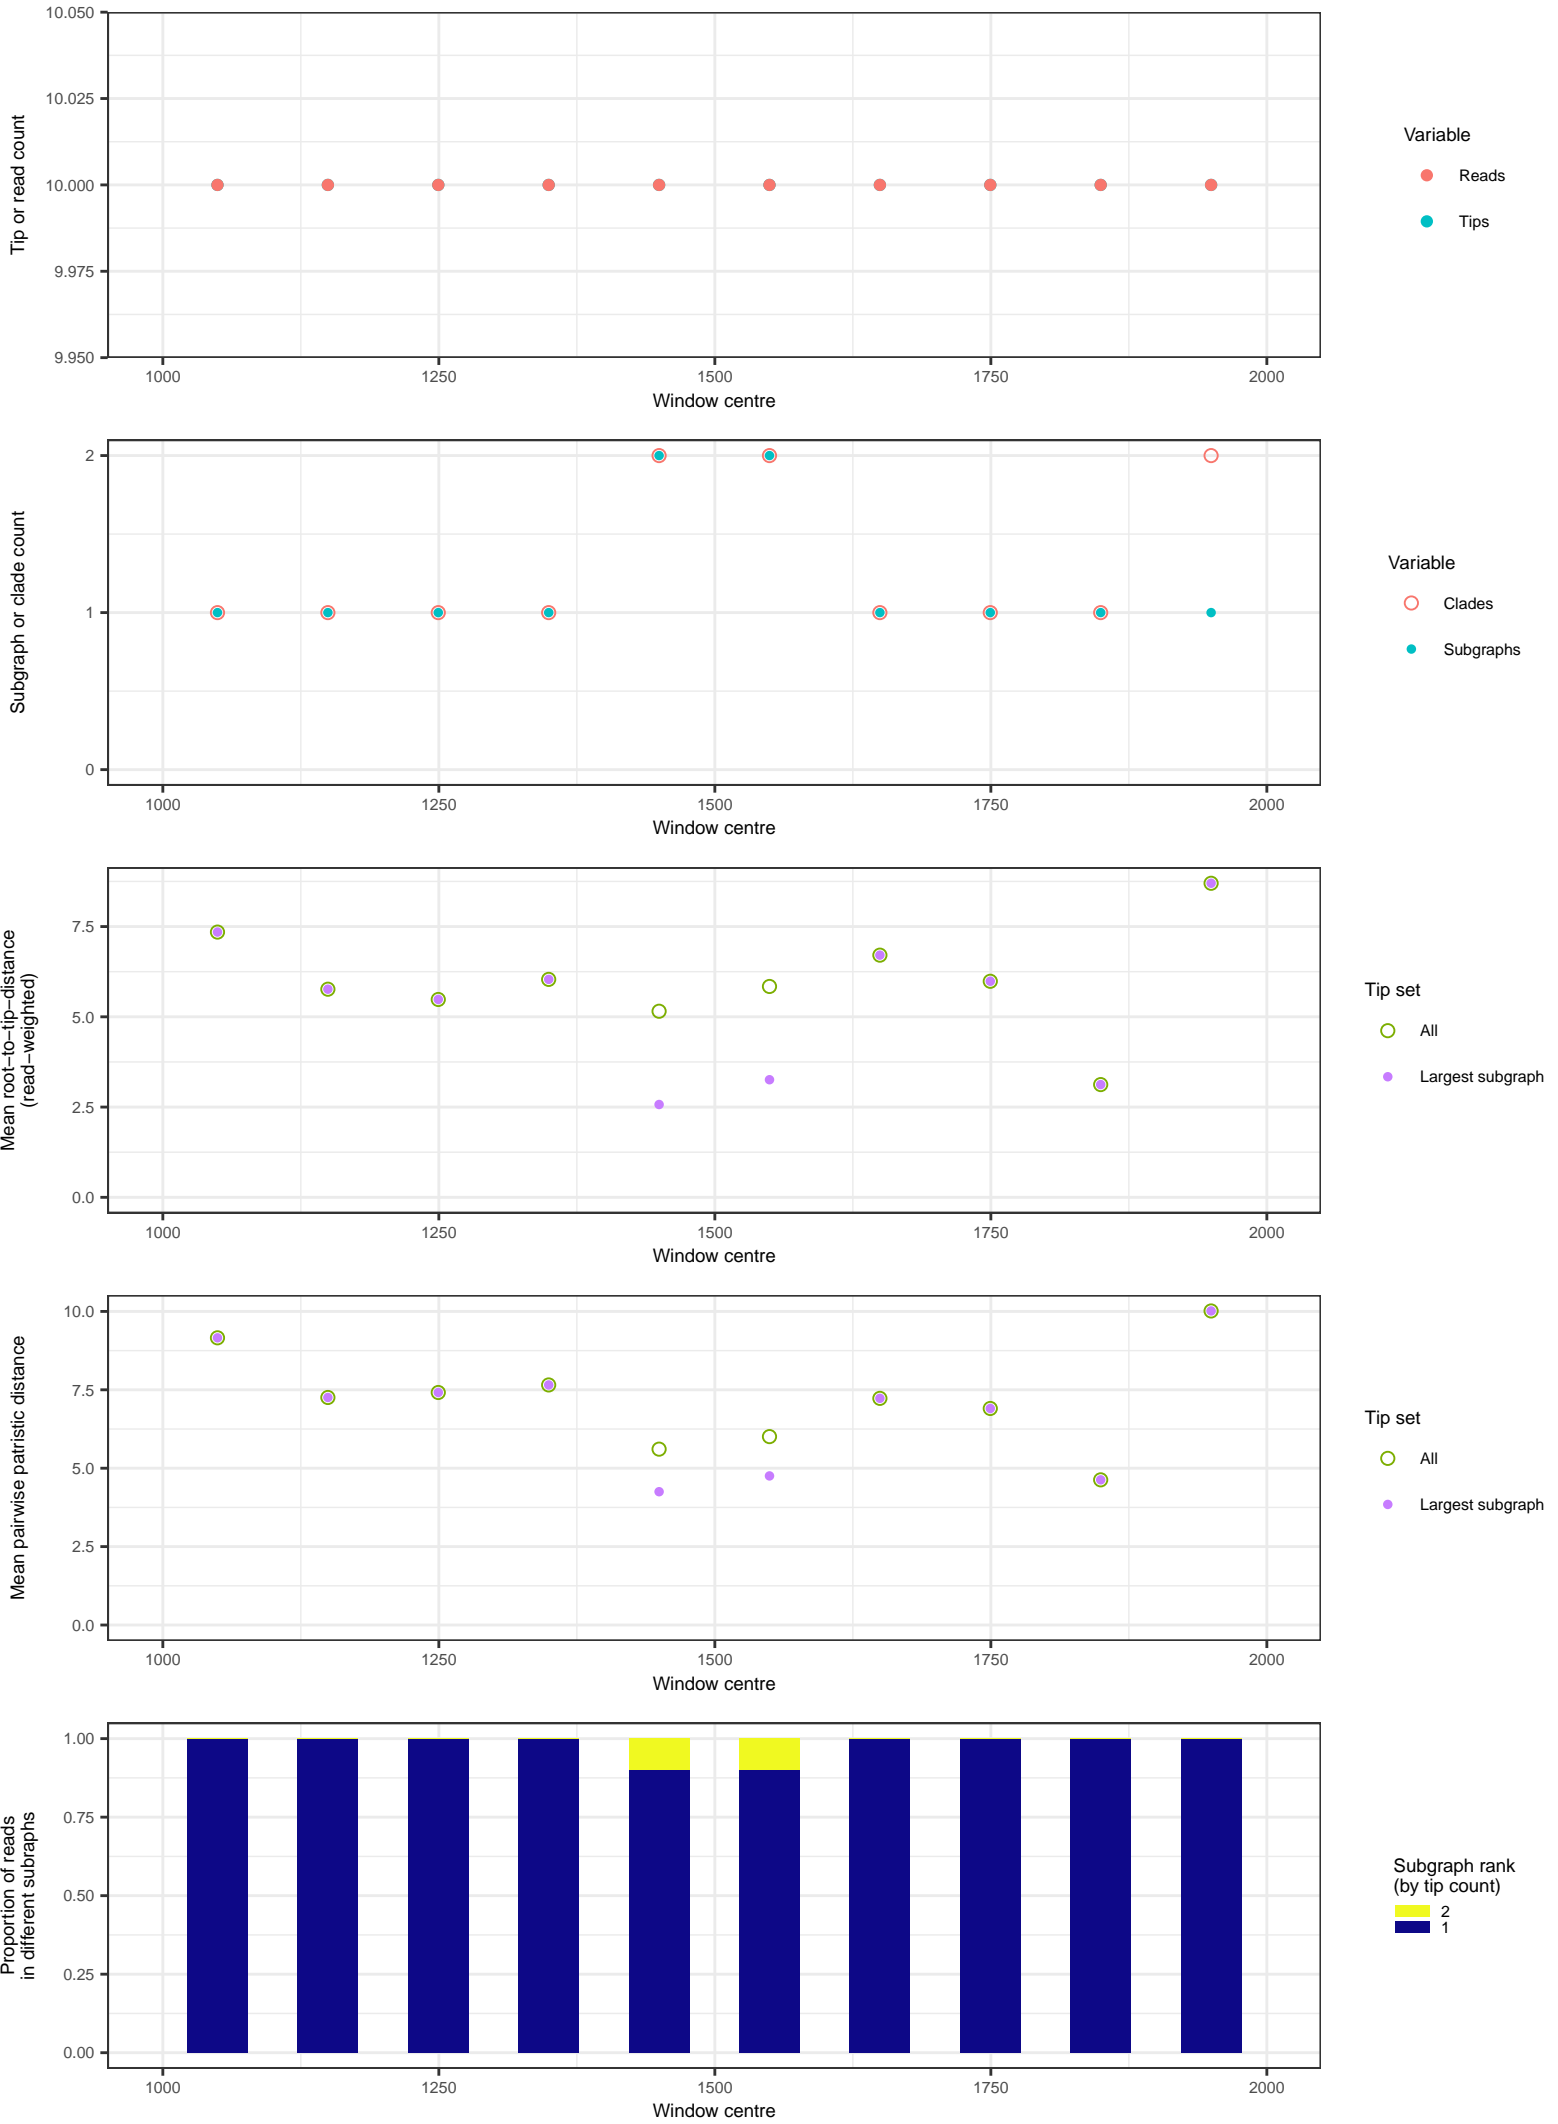 10.050
10.025
10.000
9.975
9.950
Tip or read count
1000 1250 1500 1750 2000
Window centre
Variable
Reads
Tips
2
1
0
Subgraph or clade count
1000 1250 1500 1750 2000
Window centre
Variable
Clades
Subgraphs
7.5
5.0
2.5
0.0
Mean root−to−tip−distance
(read−weighted)
1000 1250 1500 1750 2000
Window centre
Tip set
All
Largest subgraph
10.0
7.5
5.0
2.5
0.0
Mean pairwise patristic distance
1000 1250 1500 1750 2000
Window centre
Tip set
All
Largest subgraph
1.00
0.75
0.50
0.25
0.00
Proportion of reads
in different subraphs
1000 1250 1500 1750 2000
Window centre
Subgraph rank
(by tip count)
2
1